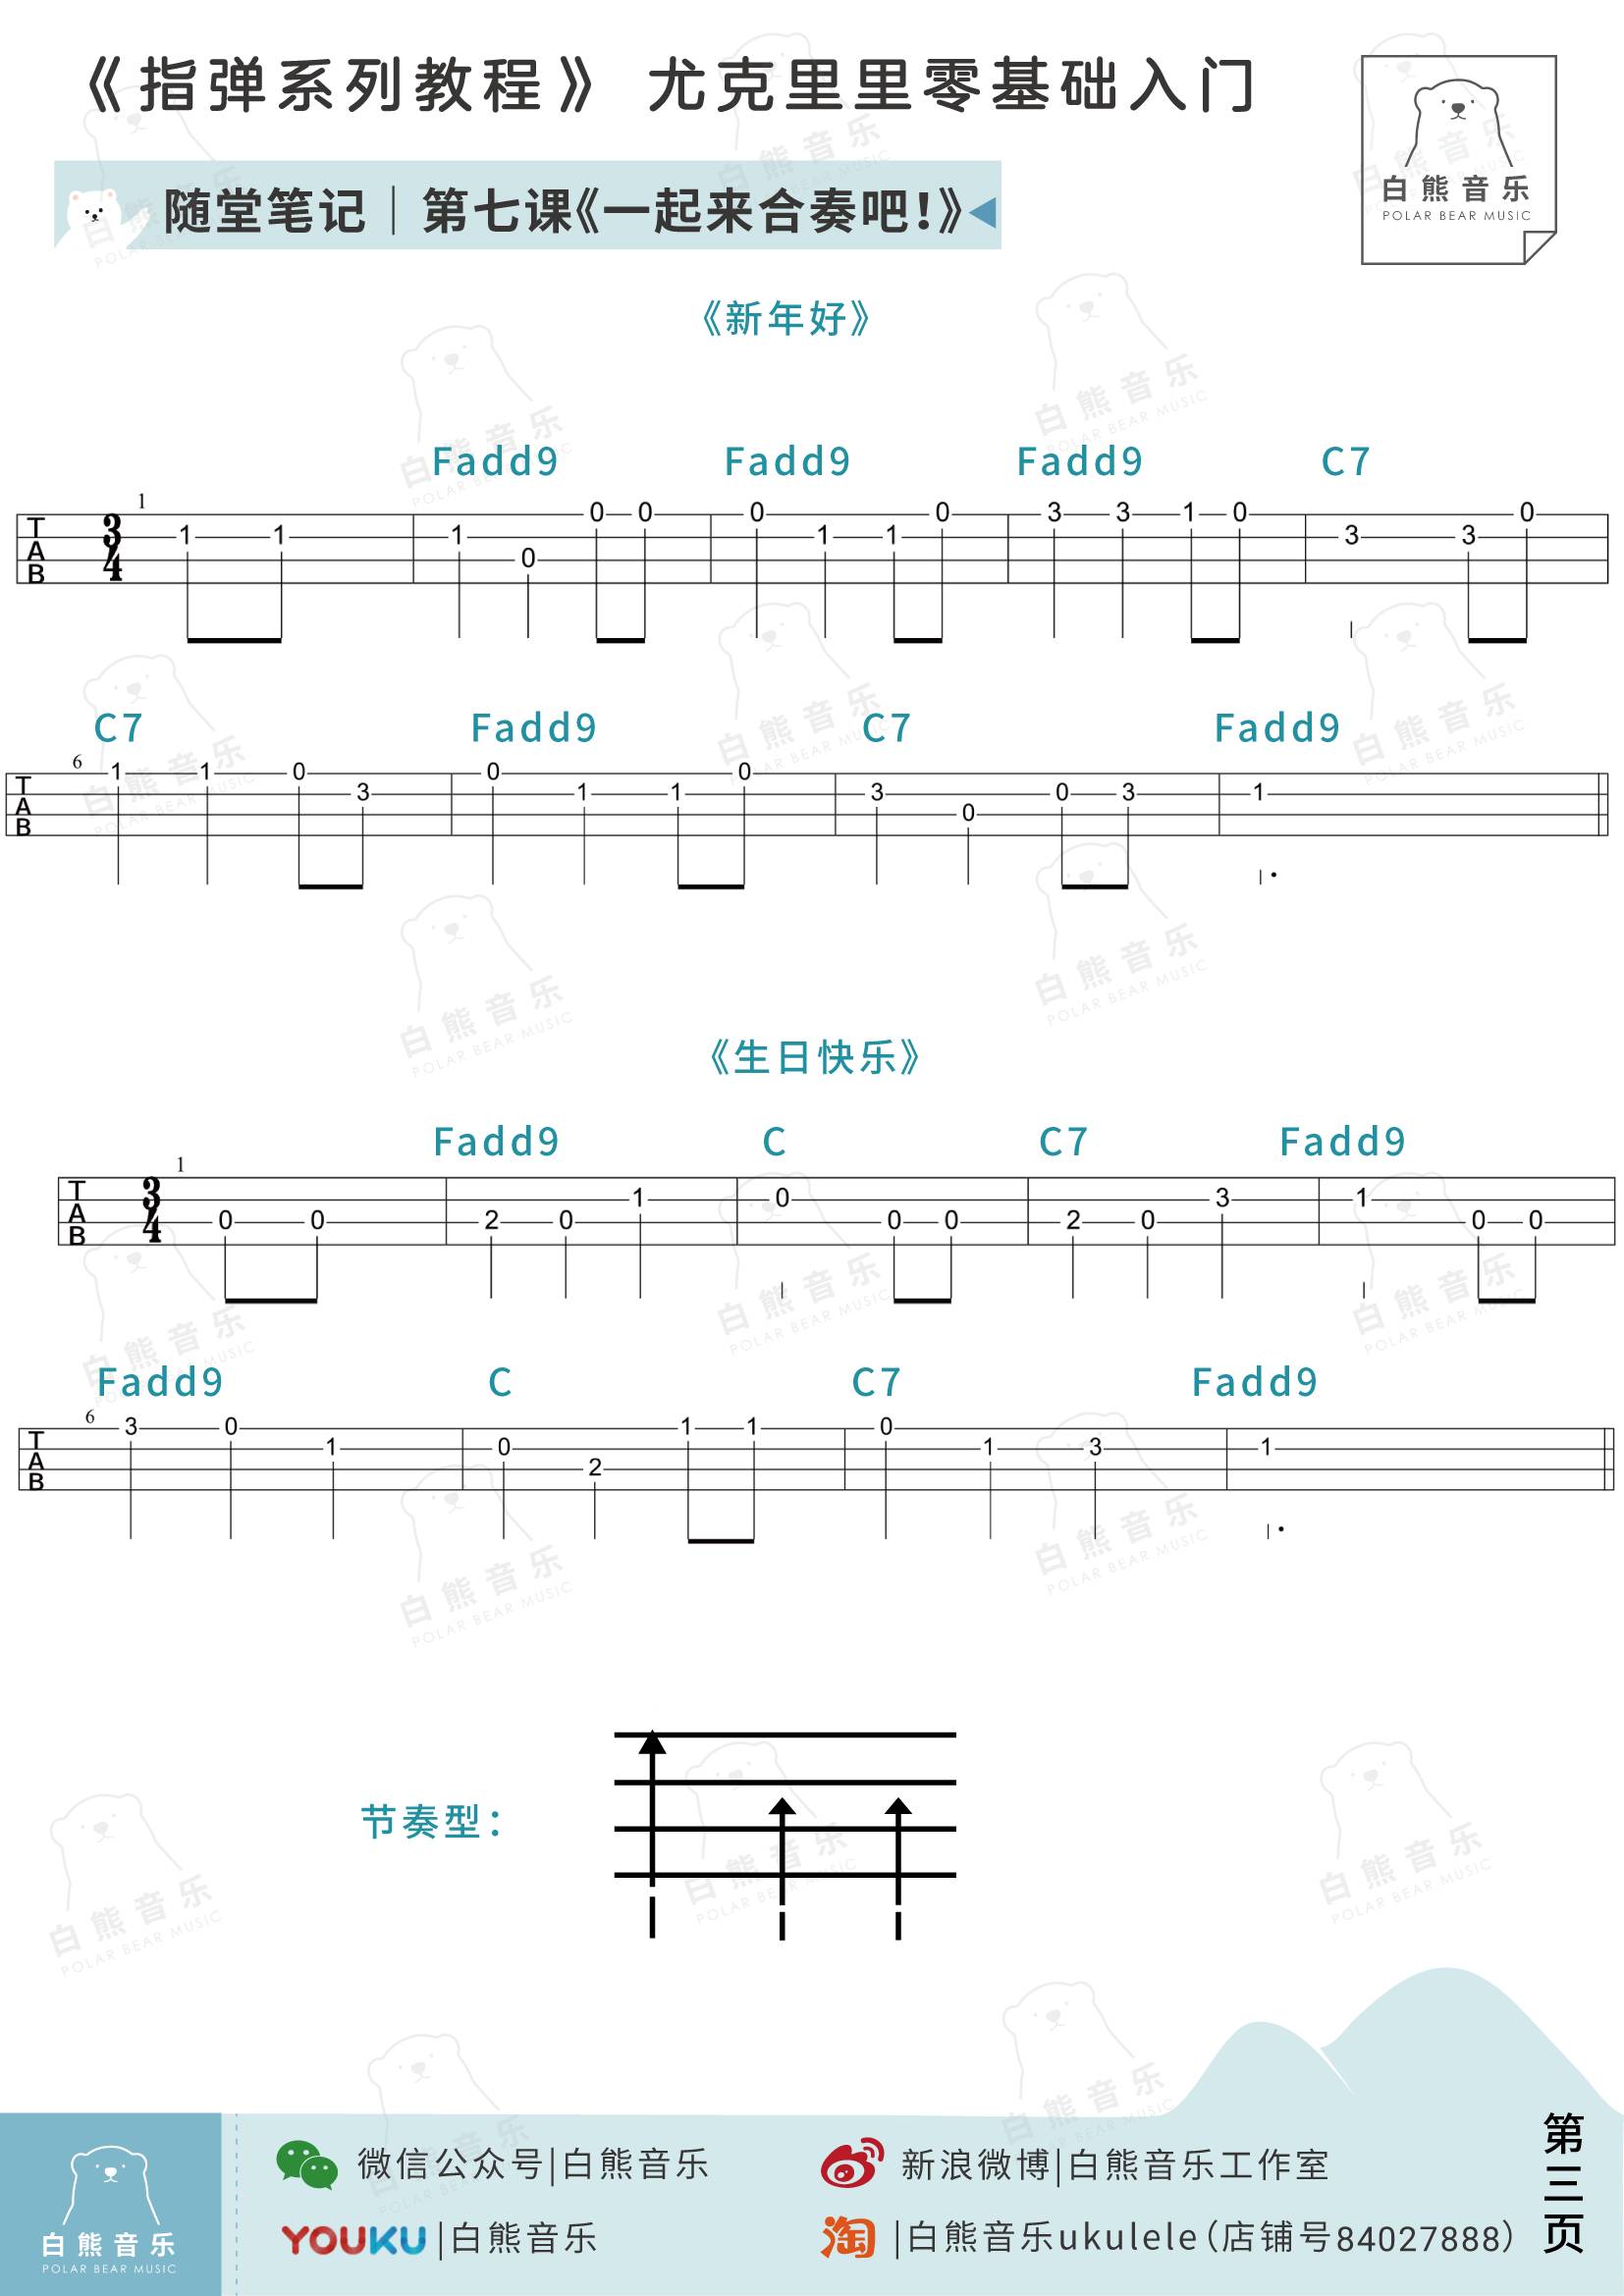 《指弹系列教程》 尤克里里零基础入门
白熊音乐
POLAR BEAR MUSIC
随堂笔记｜第七课《一起来合奏吧!》
《新年好》
Fadd9 Fadd9 Fadd9 C7
1
TAB 3/4 1 1 1 0 0 0 0 1 1 0 3 3 1 0 3 3 0
C7 Fadd9 C7 Fadd9
6
TAB 1 1 0 3 0 1 1 0 3 0 0 3 1
《生日快乐》
Fadd9 C C7 Fadd9
1
TAB 3/4 0 0 2 0 1 0 0 0 2 0 3 1 0 0
Fadd9 C C7 Fadd9
6
TAB 3 0 1 0 2 1 1 0 1 3 1
节奏型：
第三页
微信公众号|白熊音乐
新浪微博|白熊音乐工作室
YOUKU|白熊音乐
淘|白熊音乐ukulele（店铺号84027888）
白熊音乐
POLAR BEAR MUSIC